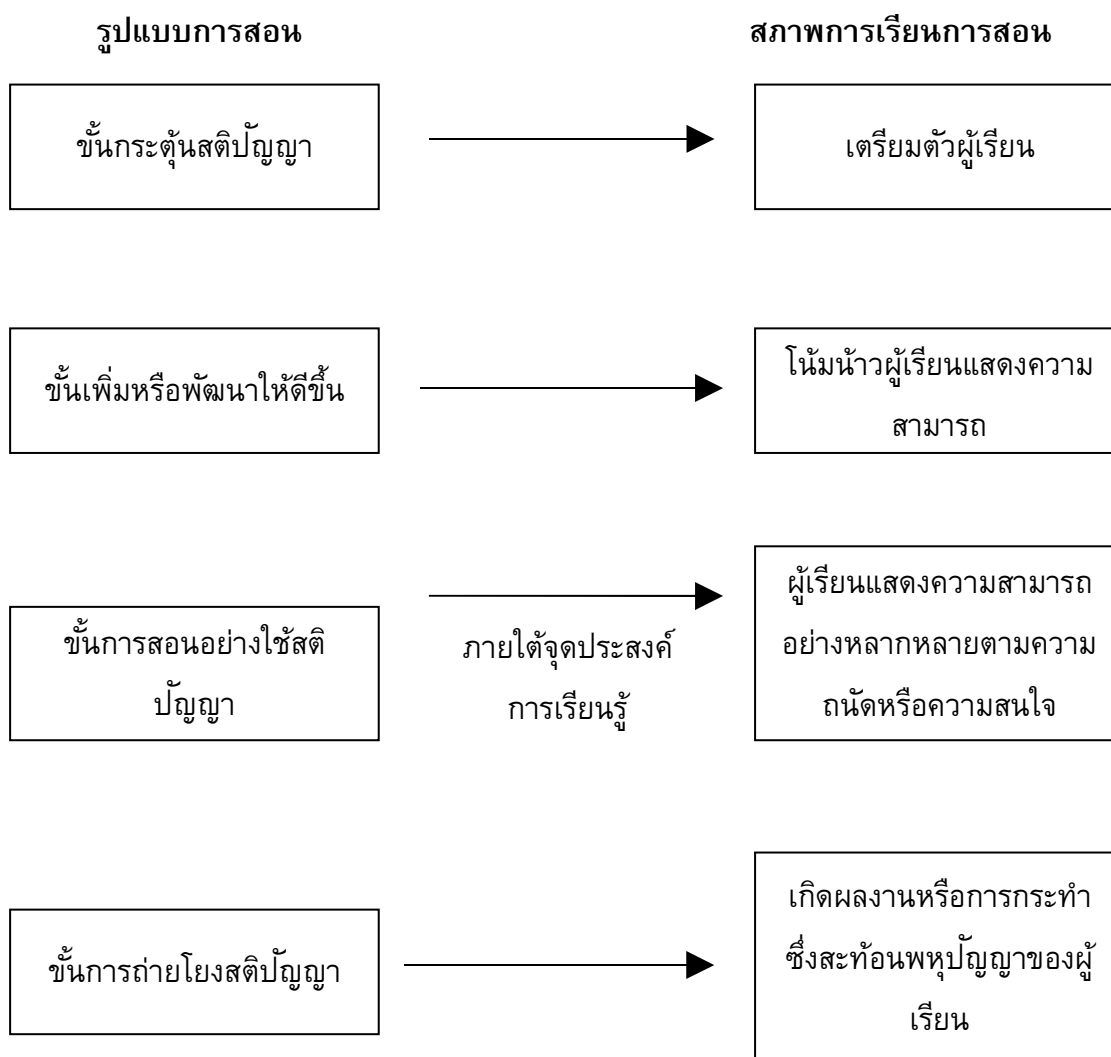 รูปแบบการสอน
สภาพการเรียนการสอน
ขั้นกระตุ้นสติปัญญา
เตรียมตัวผู้เรียน
ขั้นเพิ่มหรือพัฒนาให้ดีขึ้น
โน้มน้าวผู้เรียนแสดงความ
สามารถ
ขั้นการสอนอย่างใช้สติ
ปัญญา
ภายใต้จุดประสงค์
การเรียนรู้
ผู้เรียนแสดงความสามารถ
อย่างหลากหลายตามความ
ถนัดหรือความสนใจ
ขั้นการถ่ายโยงสติปัญญา
เกิดผลงานหรือการกระทำ
ซึ่งสะท้อนพหุปัญญาของผู้
เรียน